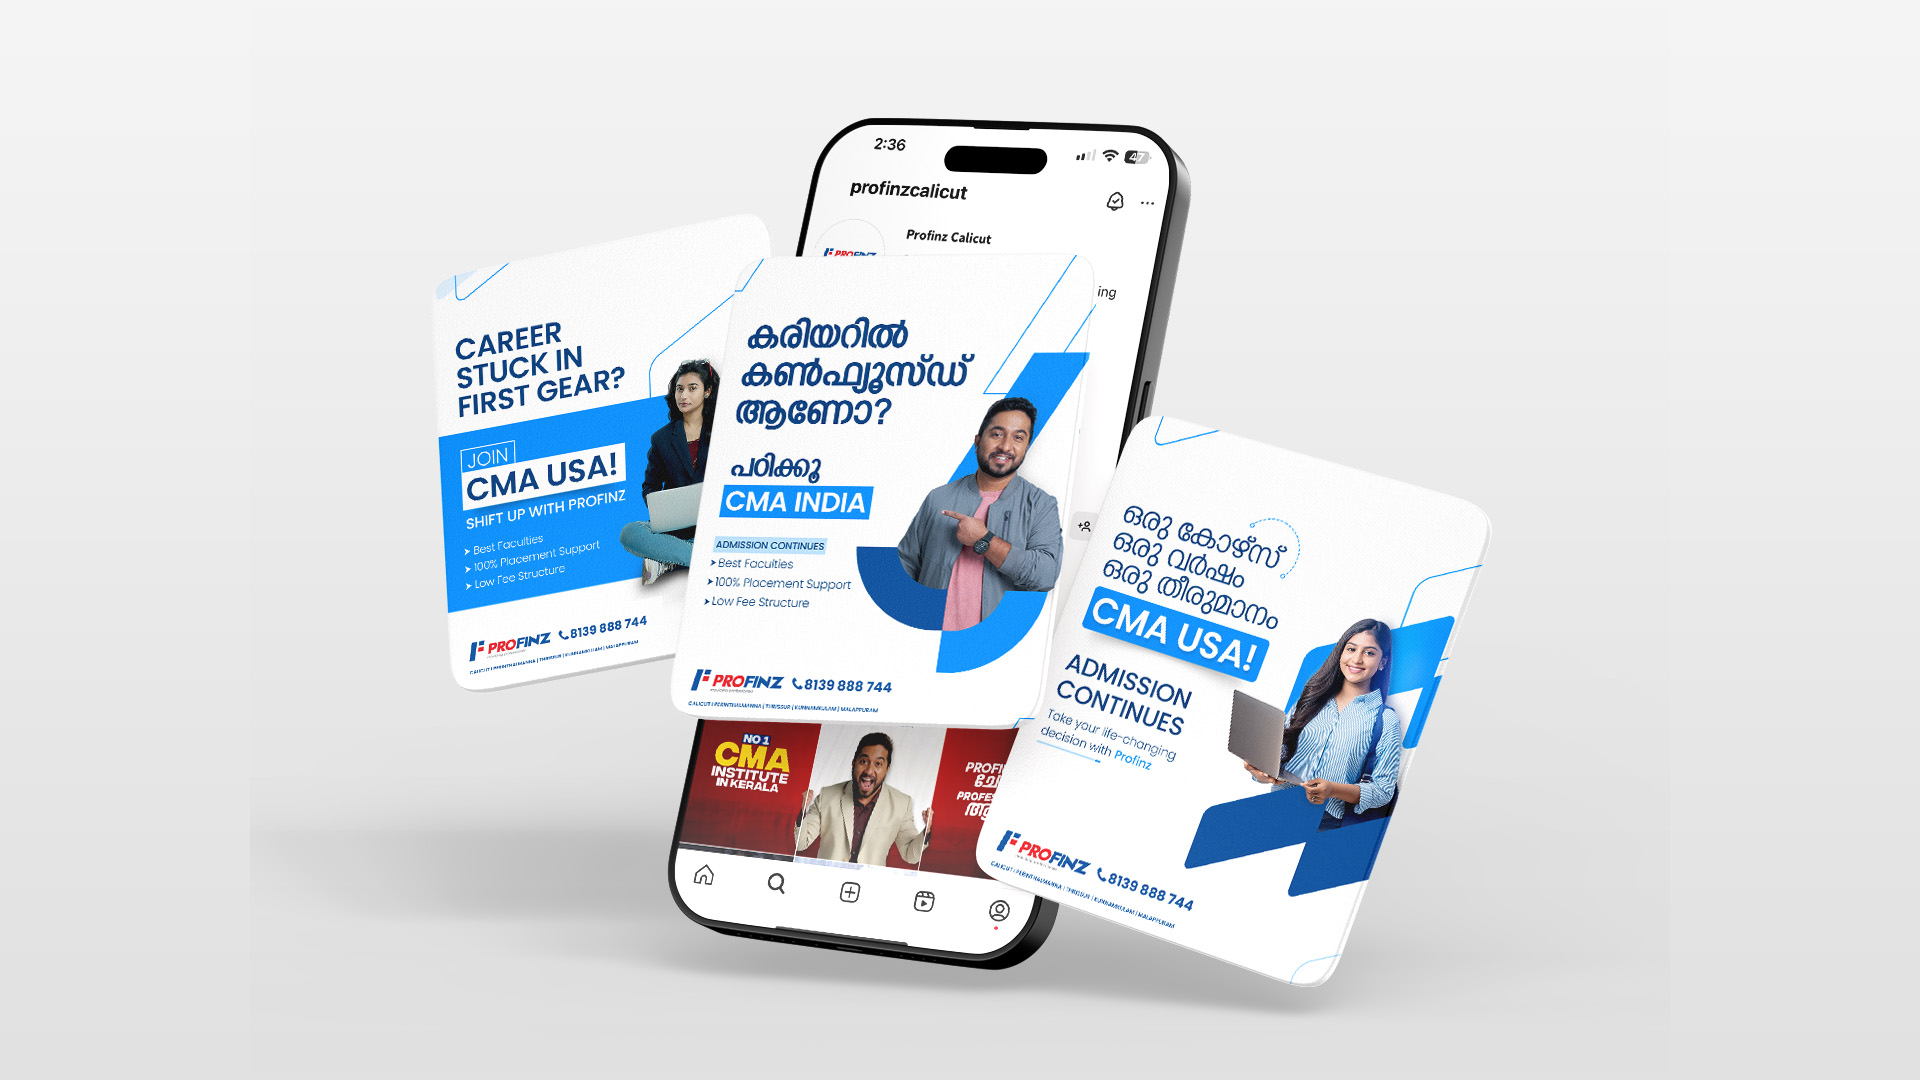 2:36
47
profinzcalicut
Profinz Calicut
PROFINZ
ing
CAREER
STUCK IN
FIRST GEAR?
JOIN
CMA USA!
SHIFT UP WITH PROFINZ
Best Faculties
100% Placement Support
Low Fee Structure
PROFINZ 8139 888 744
CALICUT | PERINTHALMANNA | THRISSUR | KUNNAMKULAM | MALAPPURAM
കരിയറിൽ
കൺഫ്യൂസ്ഡ്
ആണോ?
പഠിക്കൂ
CMA INDIA
ADMISSION CONTINUES
Best Faculties
100% Placement Support
Low Fee Structure
PROFINZ 8139 888 744
CALICUT | PERINTHALMANNA | THRISSUR | KUNNAMKULAM | MALAPPURAM
ഒരു കോഴ്സ്
ഒരു വർഷം
ഒരു തീരുമാനം
CMA USA!
ADMISSION
CONTINUES
Take your life-changing
decision with Profinz
PROFINZ 8139 888 744
CALICUT | PERINTHALMANNA | THRISSUR | KUNNAMKULAM | MALAPPURAM
NO 1
CMA
INSTITUTE
IN KERALA